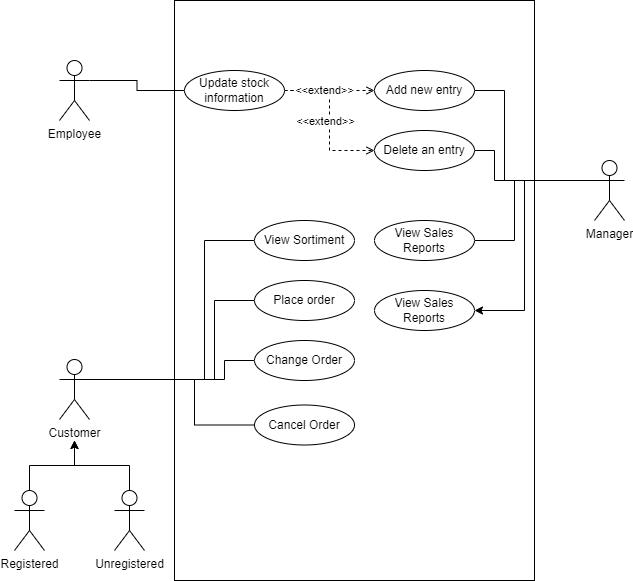 Update stock
information
<<extend>>
Add new entry
Employee
<<extend>>
Delete an entry
Manager
View Sortiment
View Sales
Reports
Place order
View Sales
Reports
Change Order
Customer
Cancel Order
Registered
Unregistered